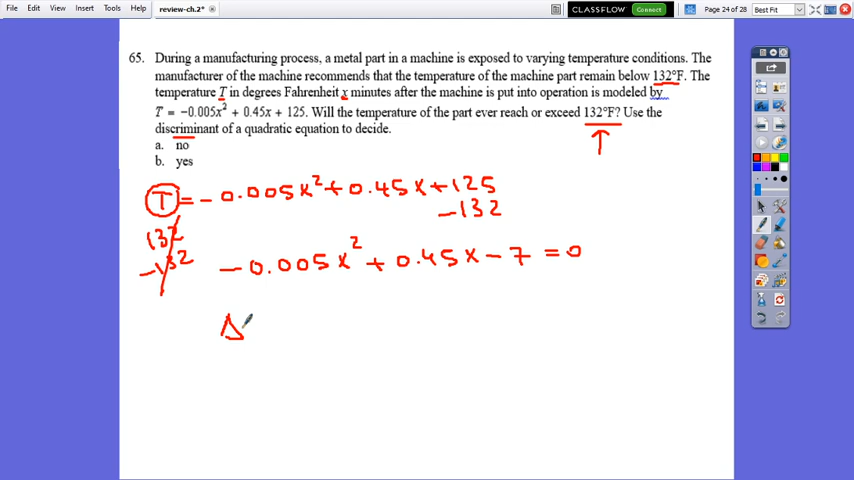 File Edit View Insert Tools Help review-ch.2* CLASSFLOW Connect Page 24 of 28 Best Fit
65. During a manufacturing process, a metal part in a machine is exposed to varying temperature conditions. The
manufacturer of the machine recommends that the temperature of the machine part remain below 132°F. The
temperature T in degrees Fahrenheit x minutes after the machine is put into operation is modeled by
T = −0.005x² + 0.45x + 125. Will the temperature of the part ever reach or exceed 132°F? Use the
discriminant of a quadratic equation to decide.
a. no
b. yes
T = −0.005x² + 0.45x + 125
132 −132
−132
−0.005x² + 0.45x − 7 = 0
Δ